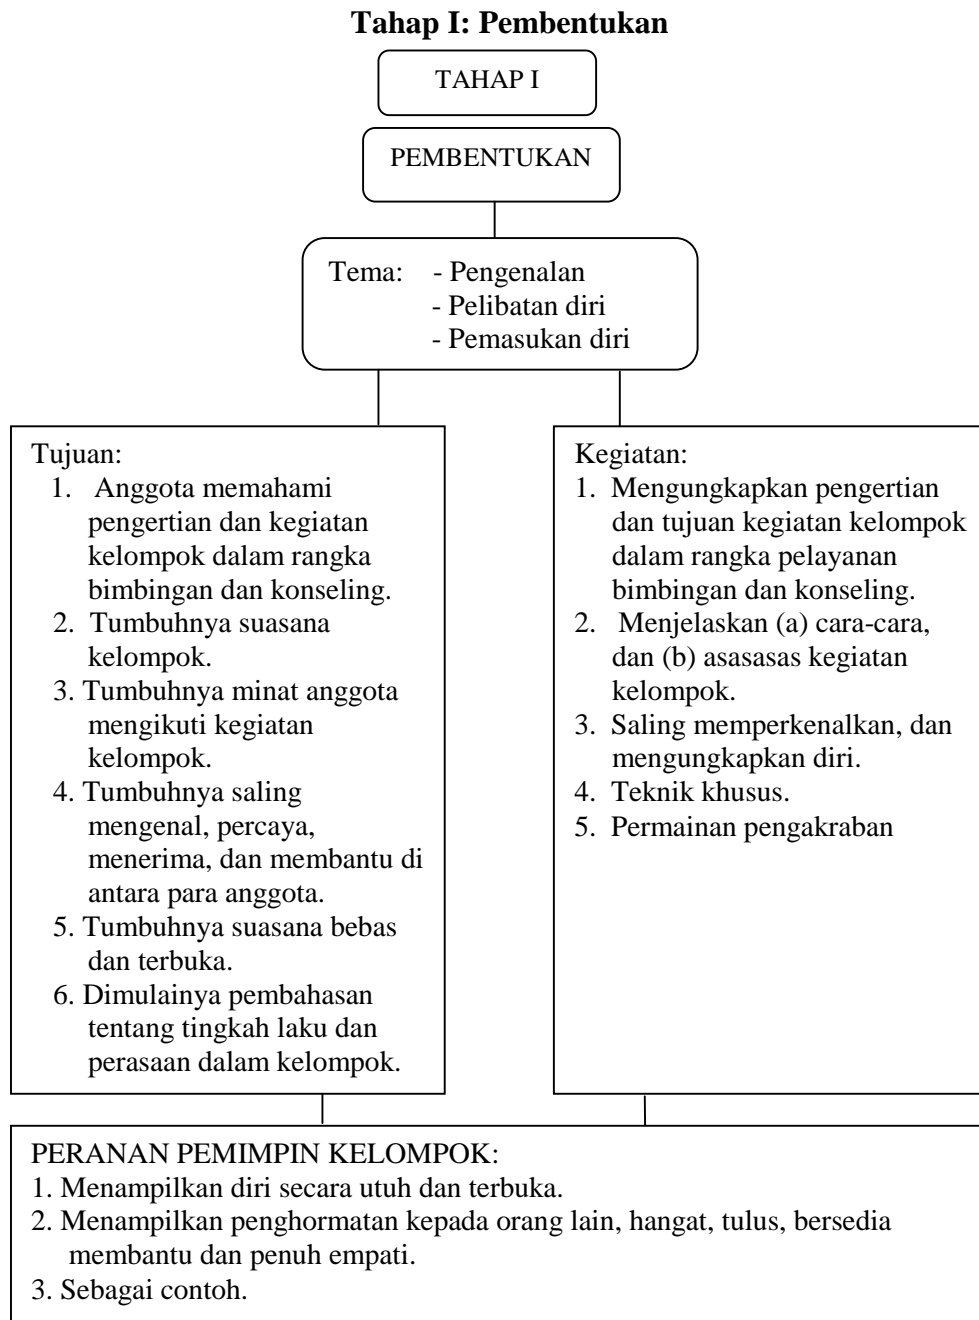 Tahap I: Pembentukan
TAHAP I
PEMBENTUKAN
Tema: - Pengenalan
- Pelibatan diri
- Pemasukan diri
Tujuan:
1. Anggota memahami
pengertian dan kegiatan
kelompok dalam rangka
bimbingan dan konseling.
2. Tumbuhnya suasana
kelompok.
3. Tumbuhnya minat anggota
mengikuti kegiatan
kelompok.
4. Tumbuhnya saling
mengenal, percaya,
menerima, dan membantu di
antara para anggota.
5. Tumbuhnya suasana bebas
dan terbuka.
6. Dimulainya pembahasan
tentang tingkah laku dan
perasaan dalam kelompok.
Kegiatan:
1. Mengungkapkan pengertian
dan tujuan kegiatan kelompok
dalam rangka pelayanan
bimbingan dan konseling.
2. Menjelaskan (a) cara-cara,
dan (b) asasasas kegiatan
kelompok.
3. Saling memperkenalkan, dan
mengungkapkan diri.
4. Teknik khusus.
5. Permainan pengakraban
PERANAN PEMIMPIN KELOMPOK:
1. Menampilkan diri secara utuh dan terbuka.
2. Menampilkan penghormatan kepada orang lain, hangat, tulus, bersedia
membantu dan penuh empati.
3. Sebagai contoh.